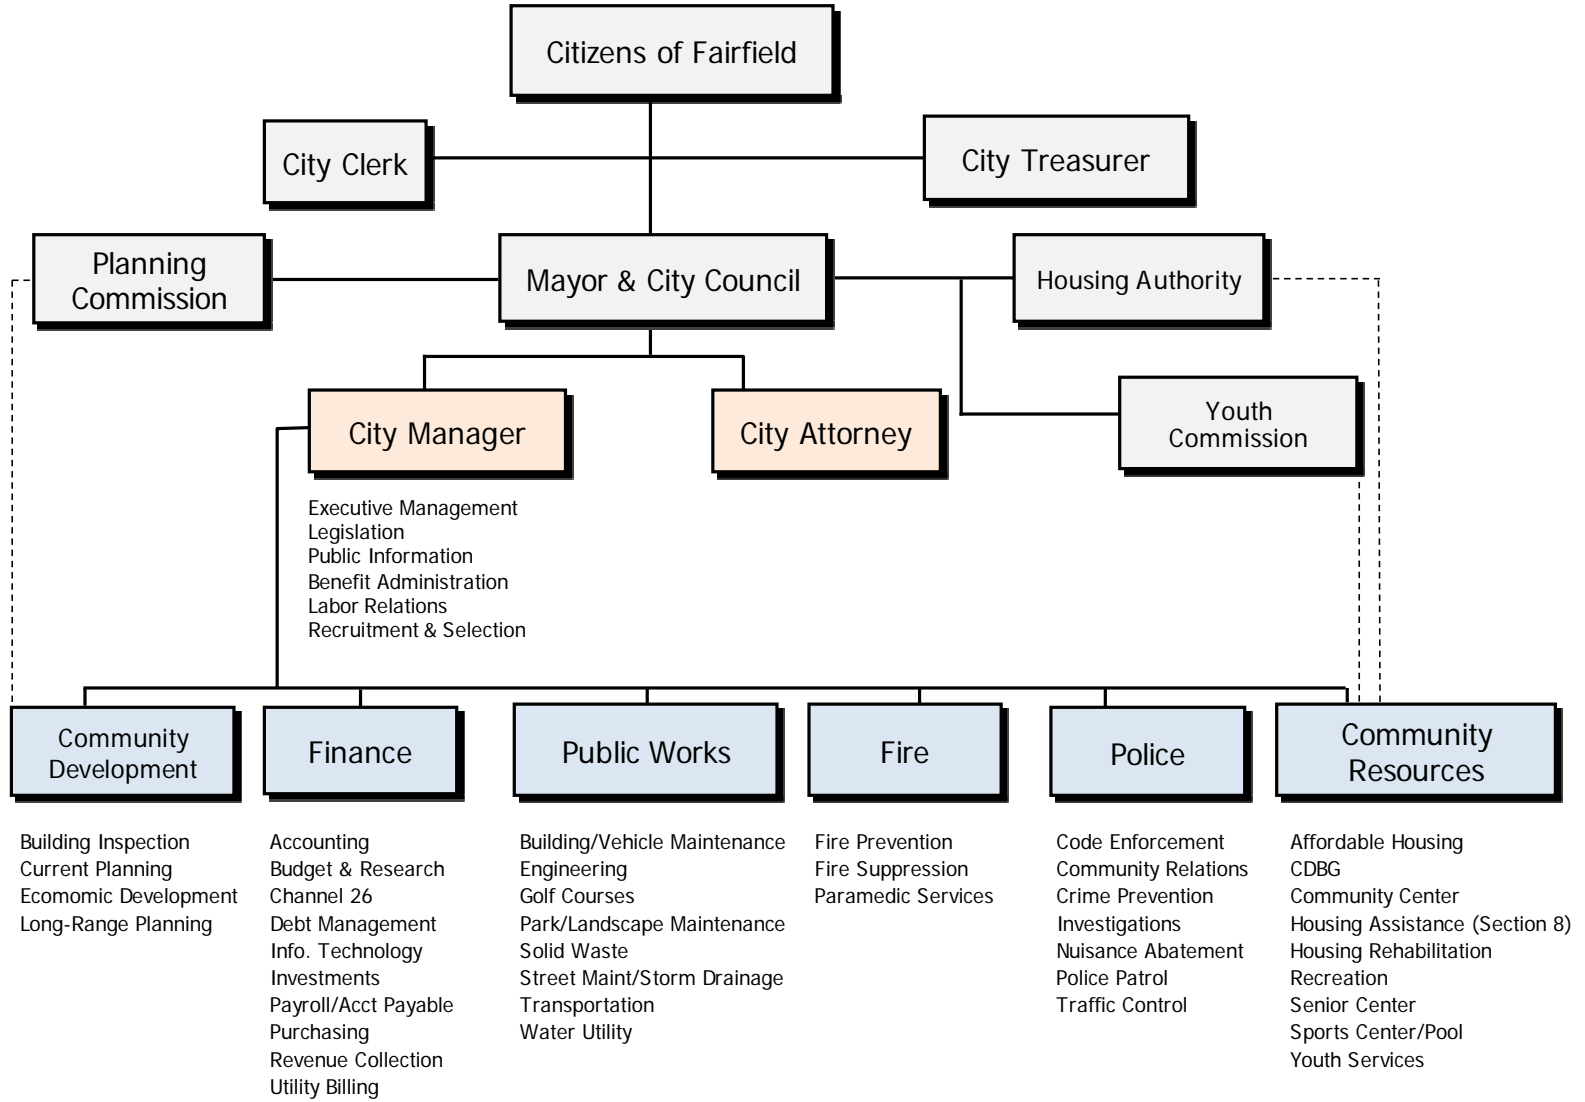 Citizens of Fairfield
City Clerk
City Treasurer
Planning
Commission
Mayor & City Council
Housing Authority
City Manager
City Attorney
Youth
Commission
Executive Management
Legislation
Public Information
Benefit Administration
Labor Relations
Recruitment & Selection
Community
Development
Finance
Public Works
Fire
Police
Community
Resources
Building Inspection
Current Planning
Ecomomic Development
Long-Range Planning
Accounting
Budget & Research
Channel 26
Debt Management
Info. Technology
Investments
Payroll/Acct Payable
Purchasing
Revenue Collection
Utility Billing
Building/Vehicle Maintenance
Engineering
Golf Courses
Park/Landscape Maintenance
Solid Waste
Street Maint/Storm Drainage
Transportation
Water Utility
Fire Prevention
Fire Suppression
Paramedic Services
Code Enforcement
Community Relations
Crime Prevention
Investigations
Nuisance Abatement
Police Patrol
Traffic Control
Affordable Housing
CDBG
Community Center
Housing Assistance (Section 8)
Housing Rehabilitation
Recreation
Senior Center
Sports Center/Pool
Youth Services